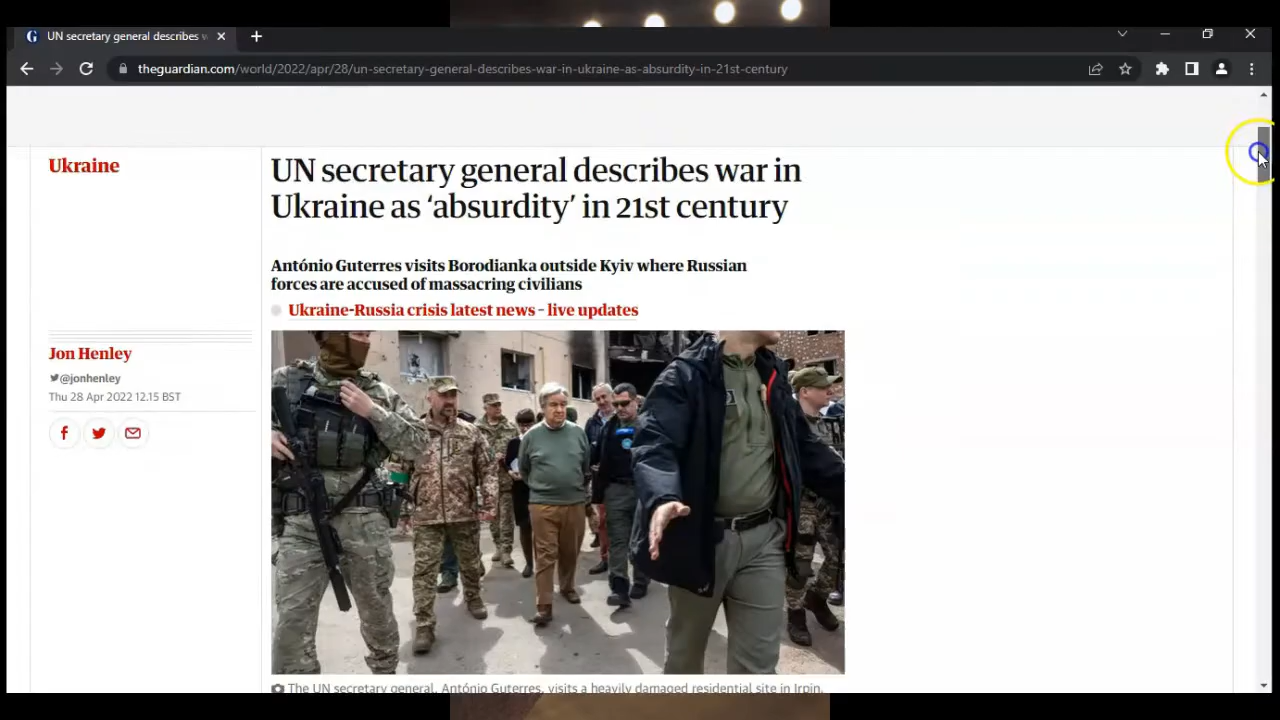 UN secretary general describes w
theguardian.com/world/2022/apr/28/un-secretary-general-describes-war-in-ukraine-as-absurdity-in-21st-century
Ukraine
UN secretary general describes war in
Ukraine as ‘absurdity’ in 21st century
António Guterres visits Borodianka outside Kyiv where Russian
forces are accused of massacring civilians
Ukraine-Russia crisis latest news – live updates
Jon Henley
@jonhenley
Thu 28 Apr 2022 12.15 BST
The UN secretary general, António Guterres, visits a heavily damaged residential site in Irpin,